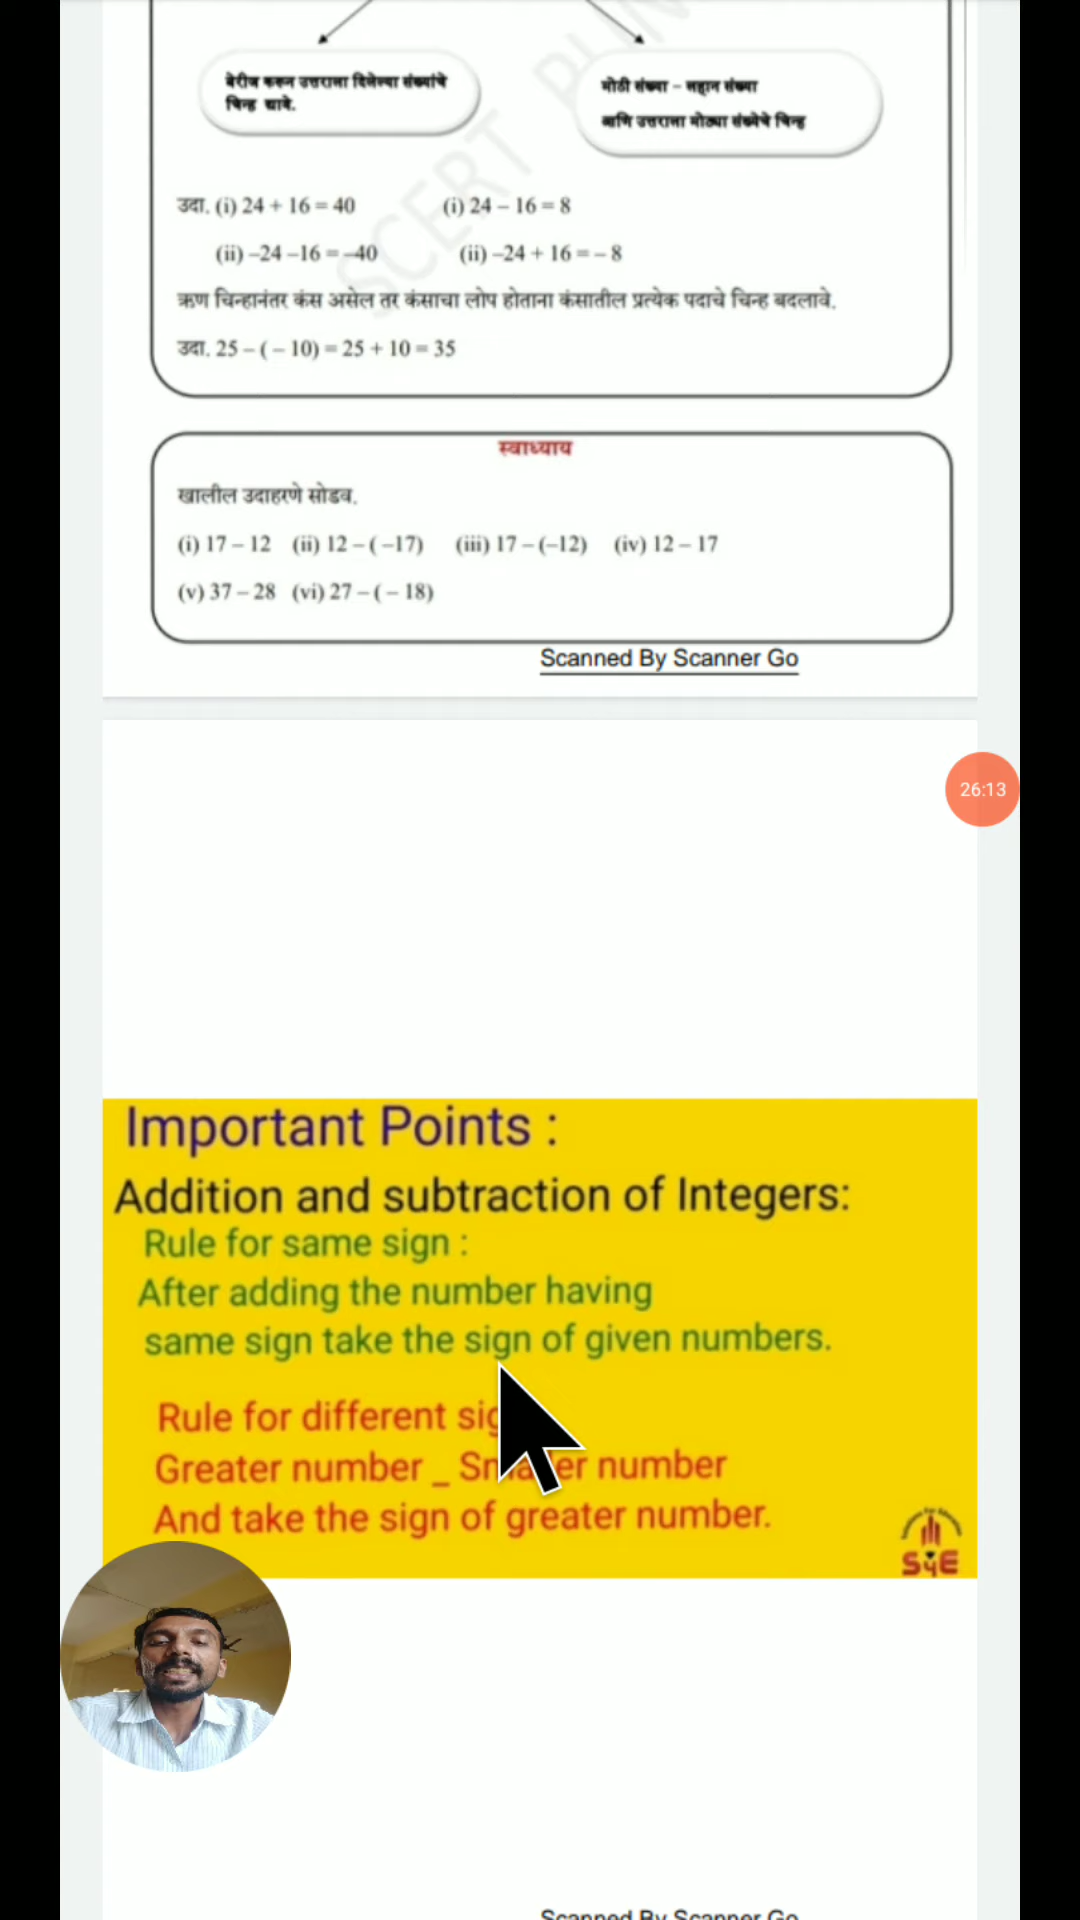 बेरीज करून उत्तराला दिलेल्या संख्यांचे
चिन्ह द्यावे.
मोठी संख्या – लहान संख्या
आणि उत्तराला मोठ्या संख्येचे चिन्ह
उदा. (i) 24 + 16 = 40 (i) 24 – 16 = 8
(ii) –24 –16 = –40 (ii) –24 + 16 = – 8
ऋण चिन्हानंतर कंस असेल तर कंसाचा लोप होताना कंसातील प्रत्येक पदाचे चिन्ह बदलावे.
उदा. 25 – ( – 10) = 25 + 10 = 35
SCERT
स्वाध्याय
खालील उदाहरणे सोडव.
(i) 17 – 12 (ii) 12 – ( –17) (iii) 17 – (–12) (iv) 12 – 17
(v) 37 – 28 (vi) 27 – ( – 18)
Scanned By Scanner Go
26:13
Important Points :
Addition and subtraction of Integers:
Rule for same sign :
After adding the number having
same sign take the sign of given numbers.
Rule for different
Greater number _ Smaller number
And take the sign of greater number.
Scanned By Scanner Go